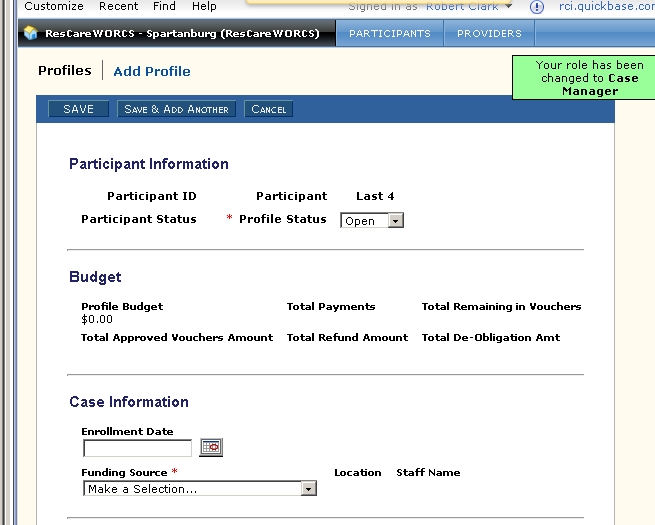 Customize Recent Find Help
Signed in as Robert Clark
rci.quickbase.com
ResCareWORCS - Spartanburg (ResCareWORCS)
PARTICIPANTS
PROVIDERS
Your role has been
changed to Case
Manager
Profiles
Add Profile
SAVE
SAVE & ADD ANOTHER
CANCEL
Participant Information
Participant ID Participant Last 4
Participant Status * Profile Status Open
Budget
Profile Budget Total Payments Total Remaining in Vouchers
$0.00
Total Approved Vouchers Amount Total Refund Amount Total De-Obligation Amt
Case Information
Enrollment Date
Funding Source * Location Staff Name
Make a Selection...